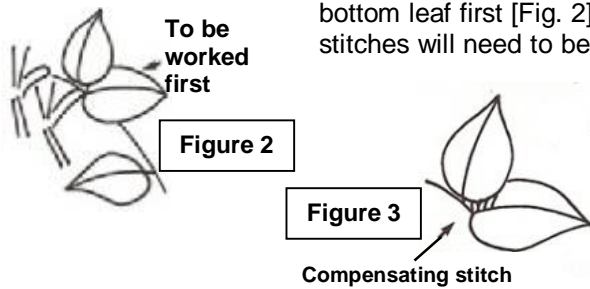 bottom leaf first [Fig. 2]
stitches will need to be
To be
worked
first
Figure 2
Figure 3
Compensating stitch